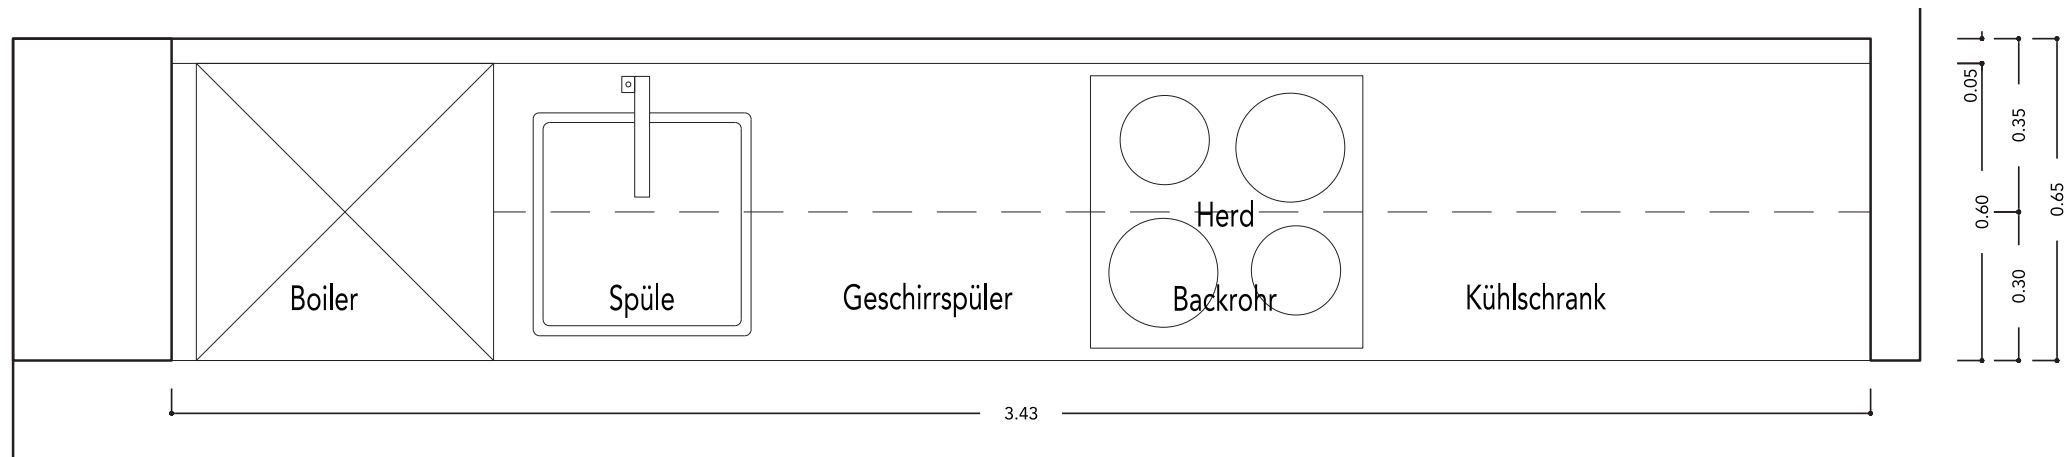 Boiler
Spüle
Geschirrspüler
Herd
Backrohr
Kühlschrank
3.43
0.05
0.60
0.35
0.30
0.65